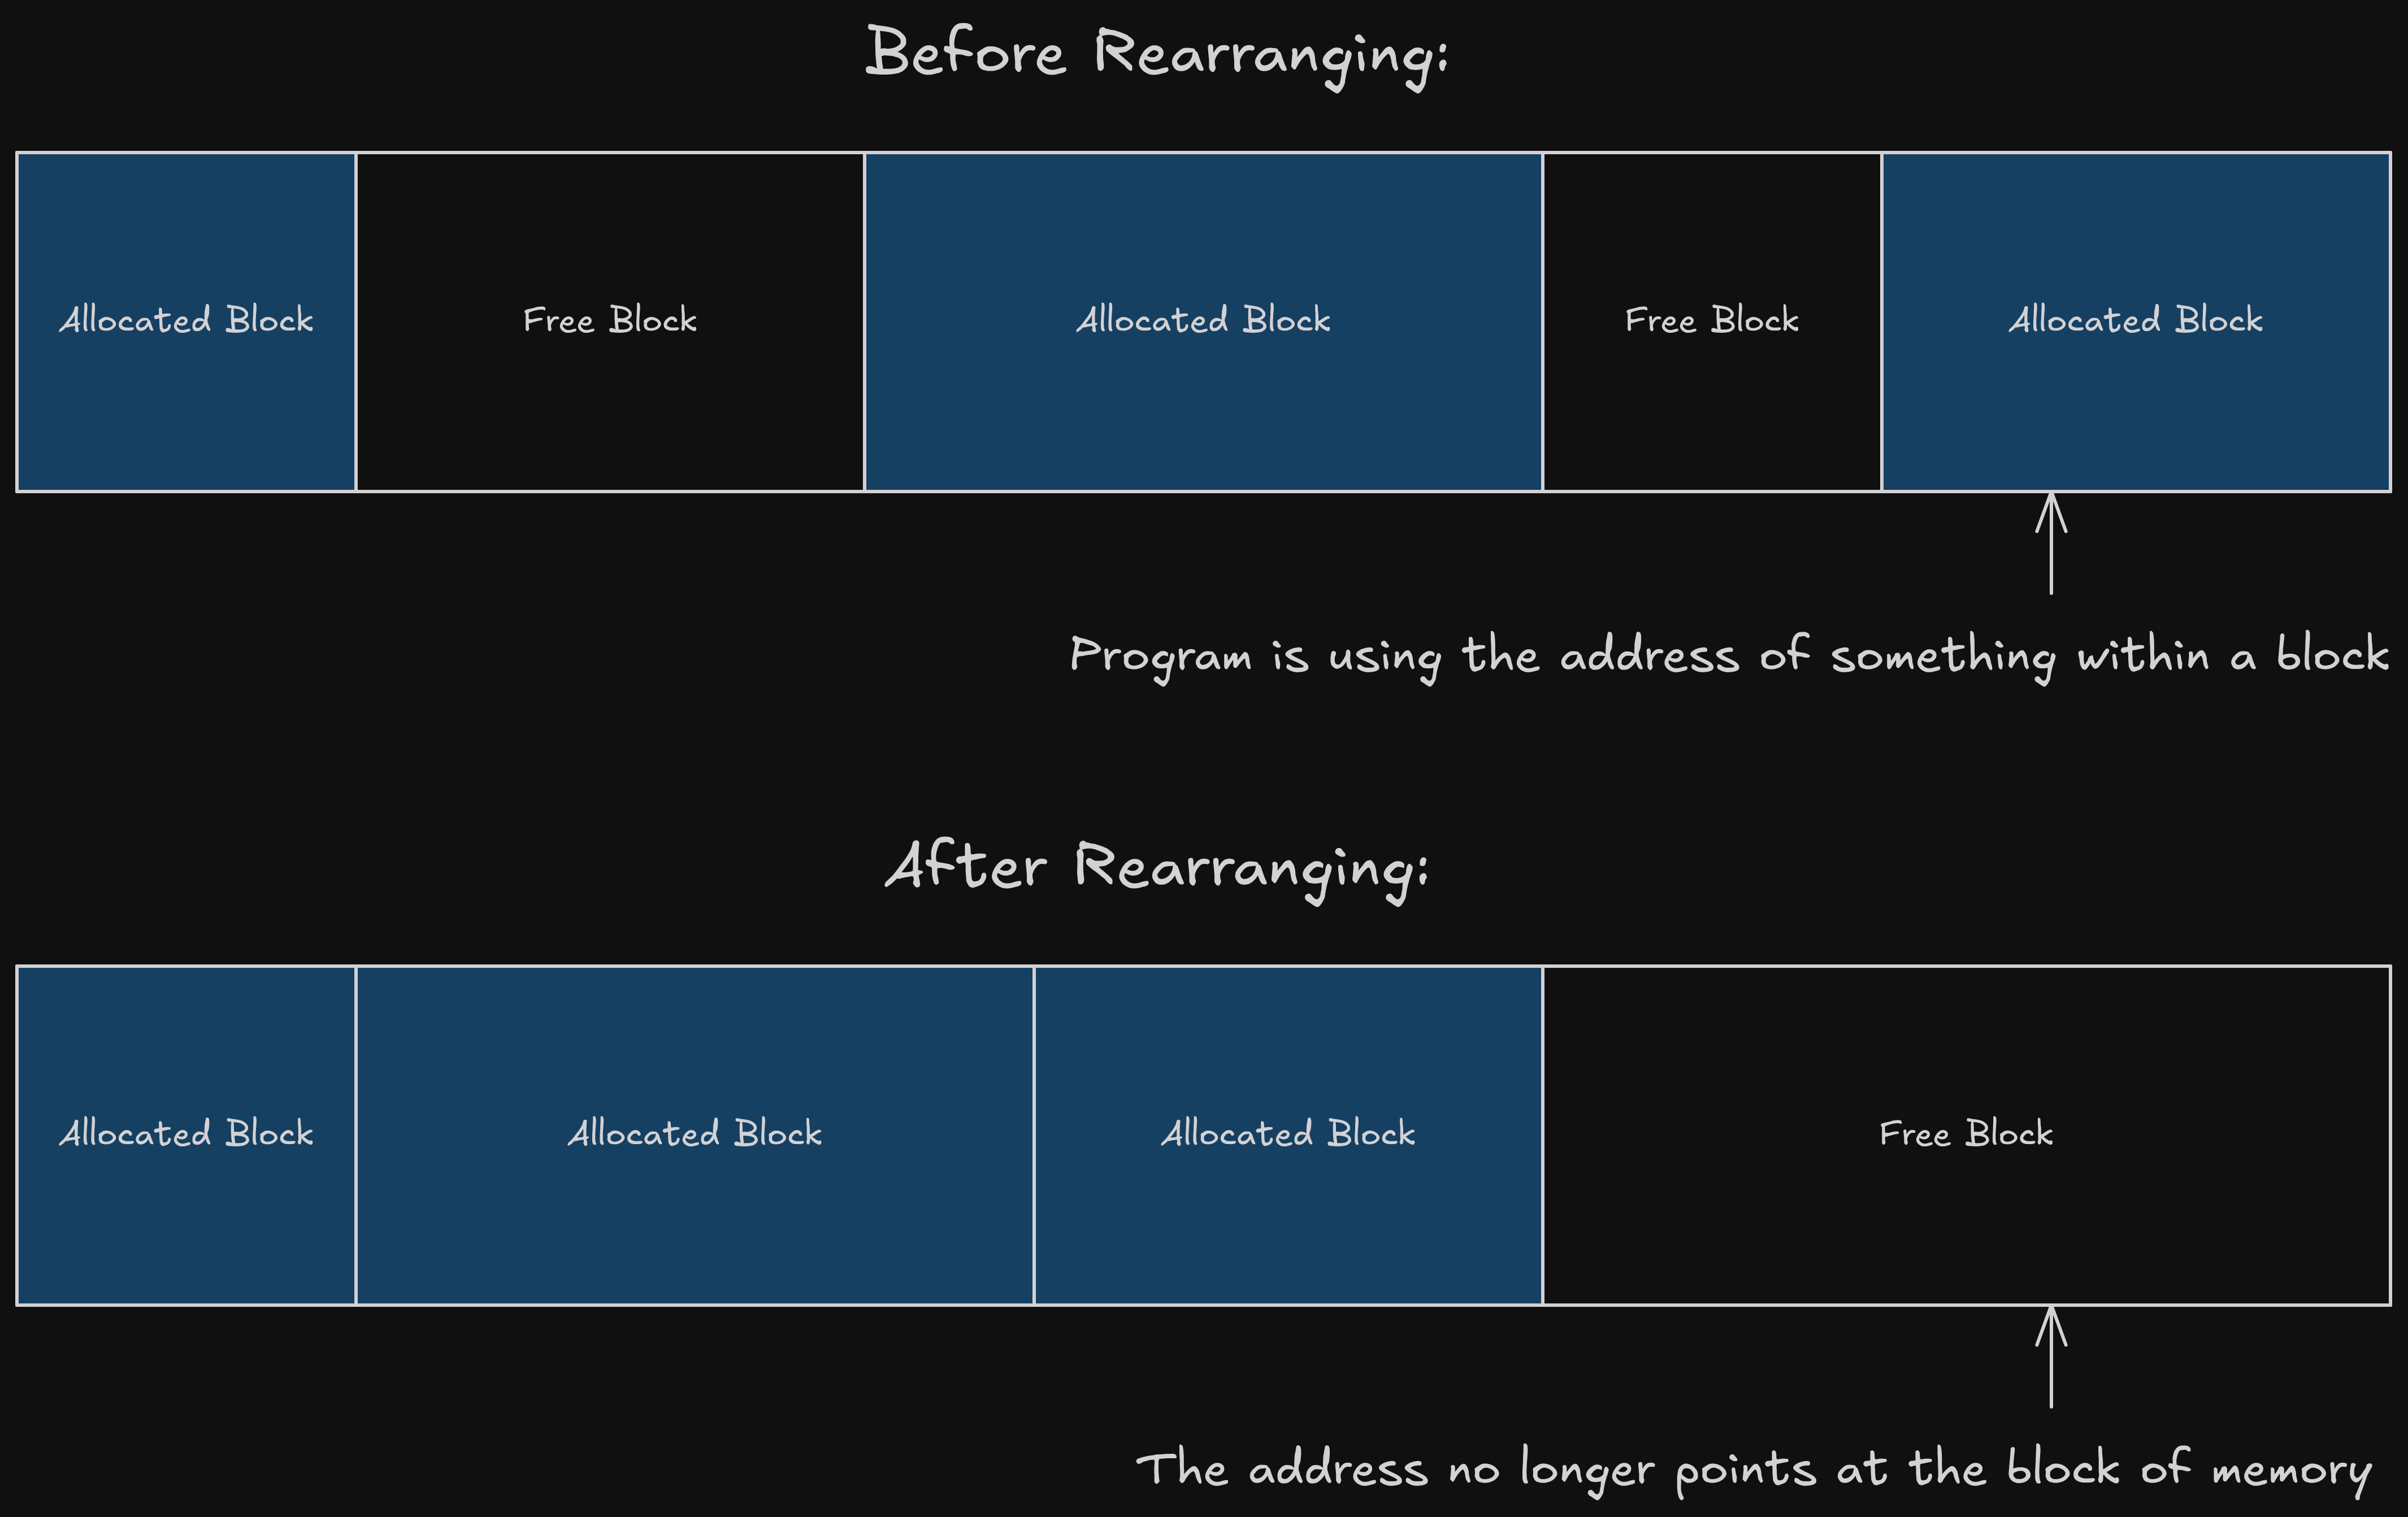 Before Rearranging:
Allocated Block
Free Block
Allocated Block
Free Block
Allocated Block
Program is using the address of something within a block
After Rearranging:
Allocated Block
Allocated Block
Allocated Block
Free Block
The address no longer points at the block of memory